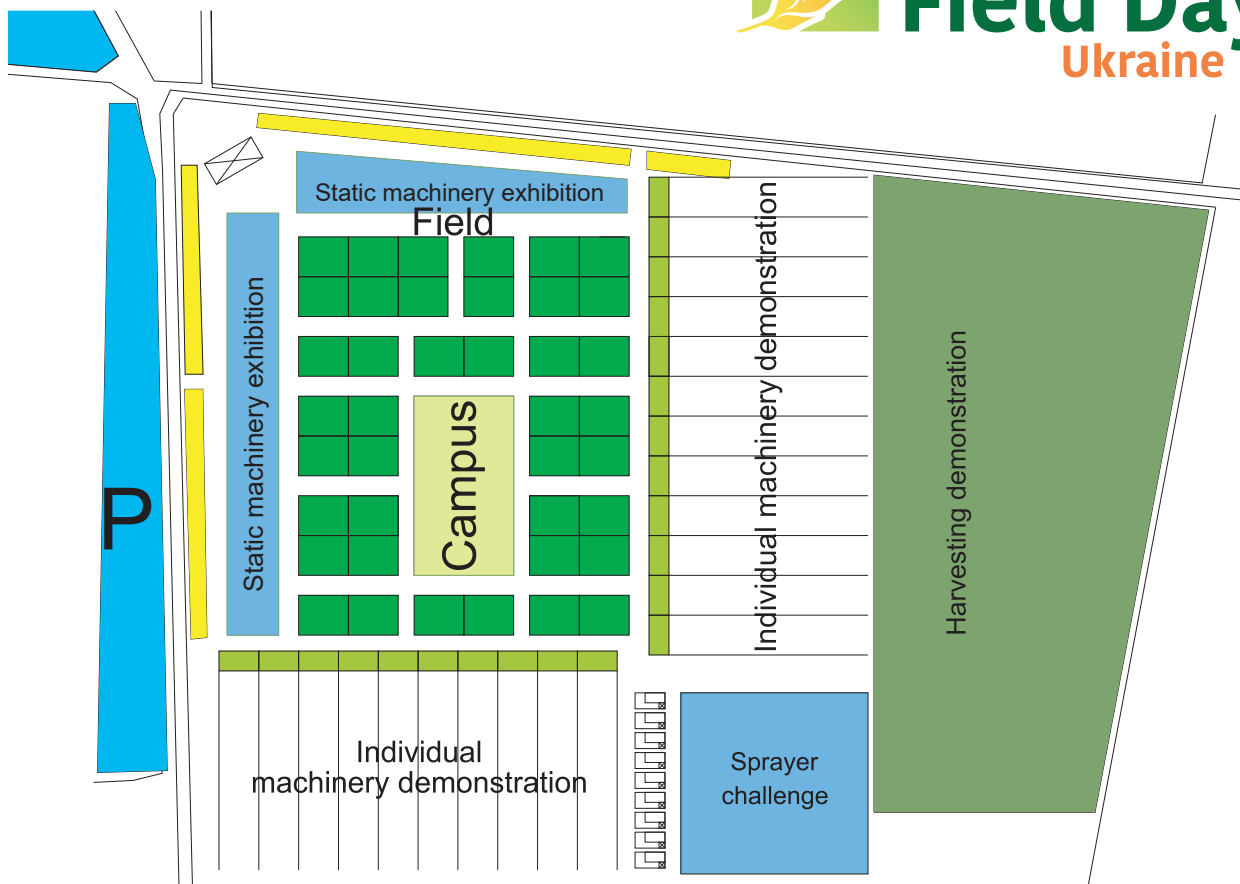 Field Day
Ukraine
Static machinery exhibition
Field
Static machinery exhibition
Campus
P
Individual machinery demonstration
Harvesting demonstration
Individual
machinery demonstration
Sprayer
challenge